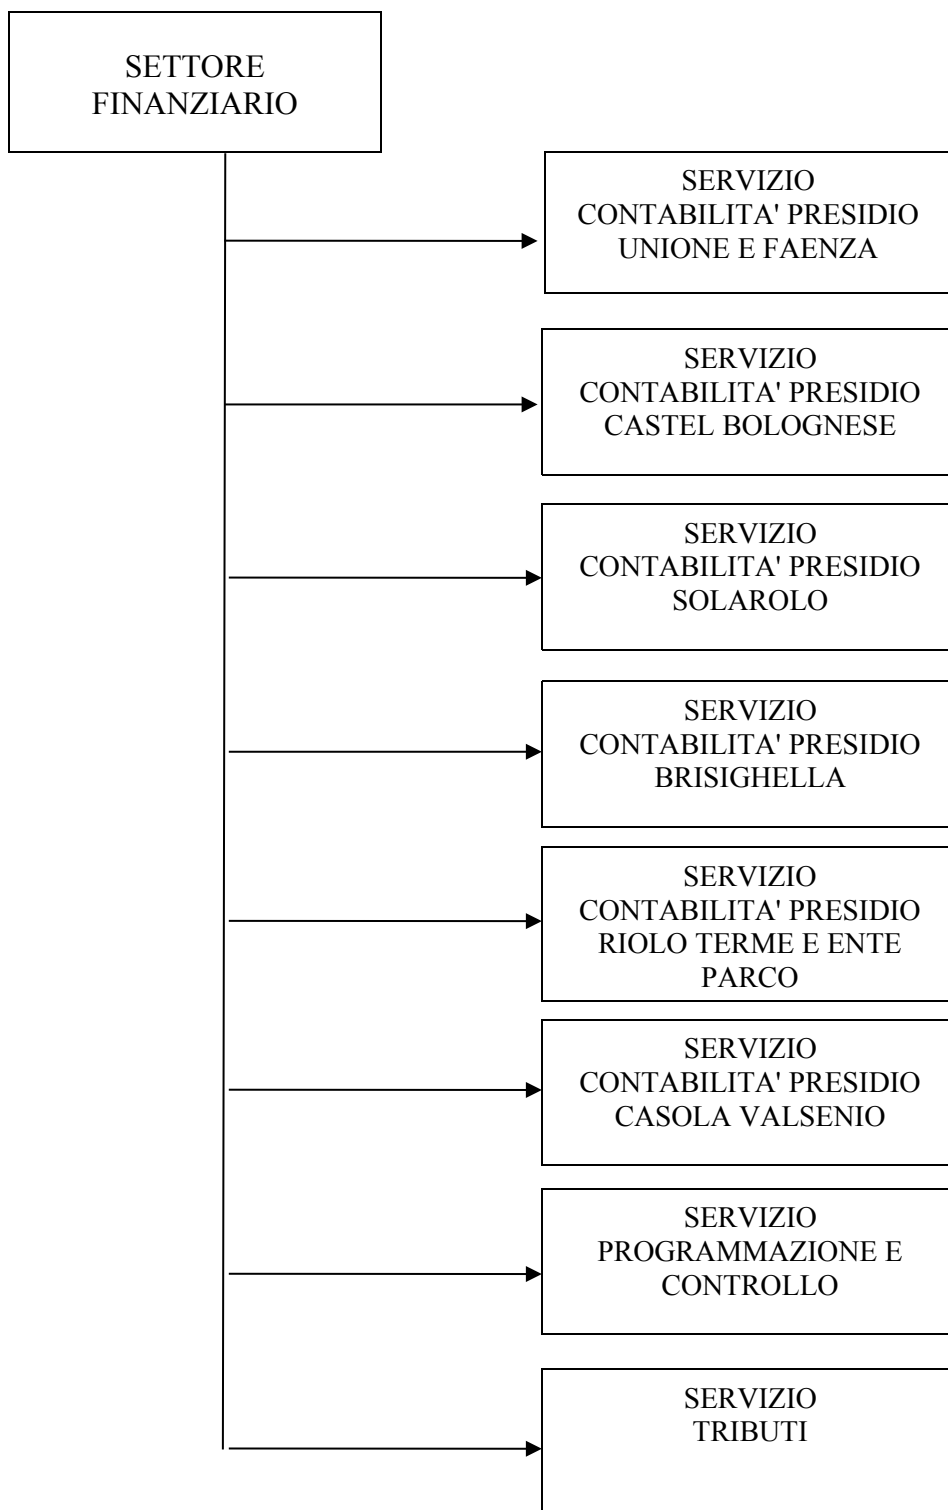 SETTORE
FINANZIARIO
SERVIZIO
CONTABILITA' PRESIDIO
UNIONE E FAENZA
SERVIZIO
CONTABILITA' PRESIDIO
CASTEL BOLOGNESE
SERVIZIO
CONTABILITA' PRESIDIO
SOLAROLO
SERVIZIO
CONTABILITA' PRESIDIO
BRISIGHELLA
SERVIZIO
CONTABILITA' PRESIDIO
RIOLO TERME E ENTE
PARCO
SERVIZIO
CONTABILITA' PRESIDIO
CASOLA VALSENIO
SERVIZIO
PROGRAMMAZIONE E
CONTROLLO
SERVIZIO
TRIBUTI